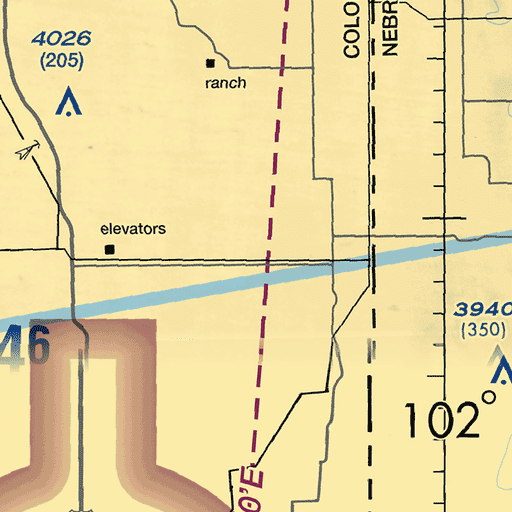 4026
(205)
ranch
COLO
NEBR
elevators
46
3940
(350)
102°
0'E